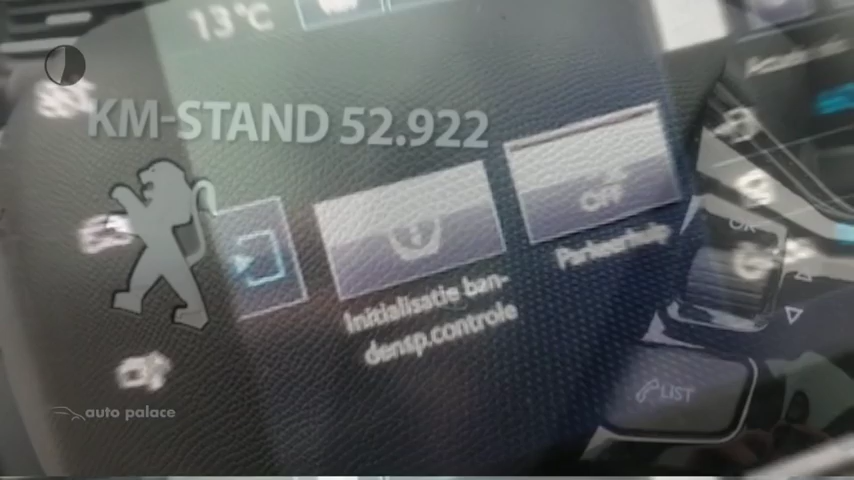 13°C
KM-STAND 52.922
OFF
Parkeerhulp
Initialisatie ban-
densp.controle
OK
LIST
auto palace